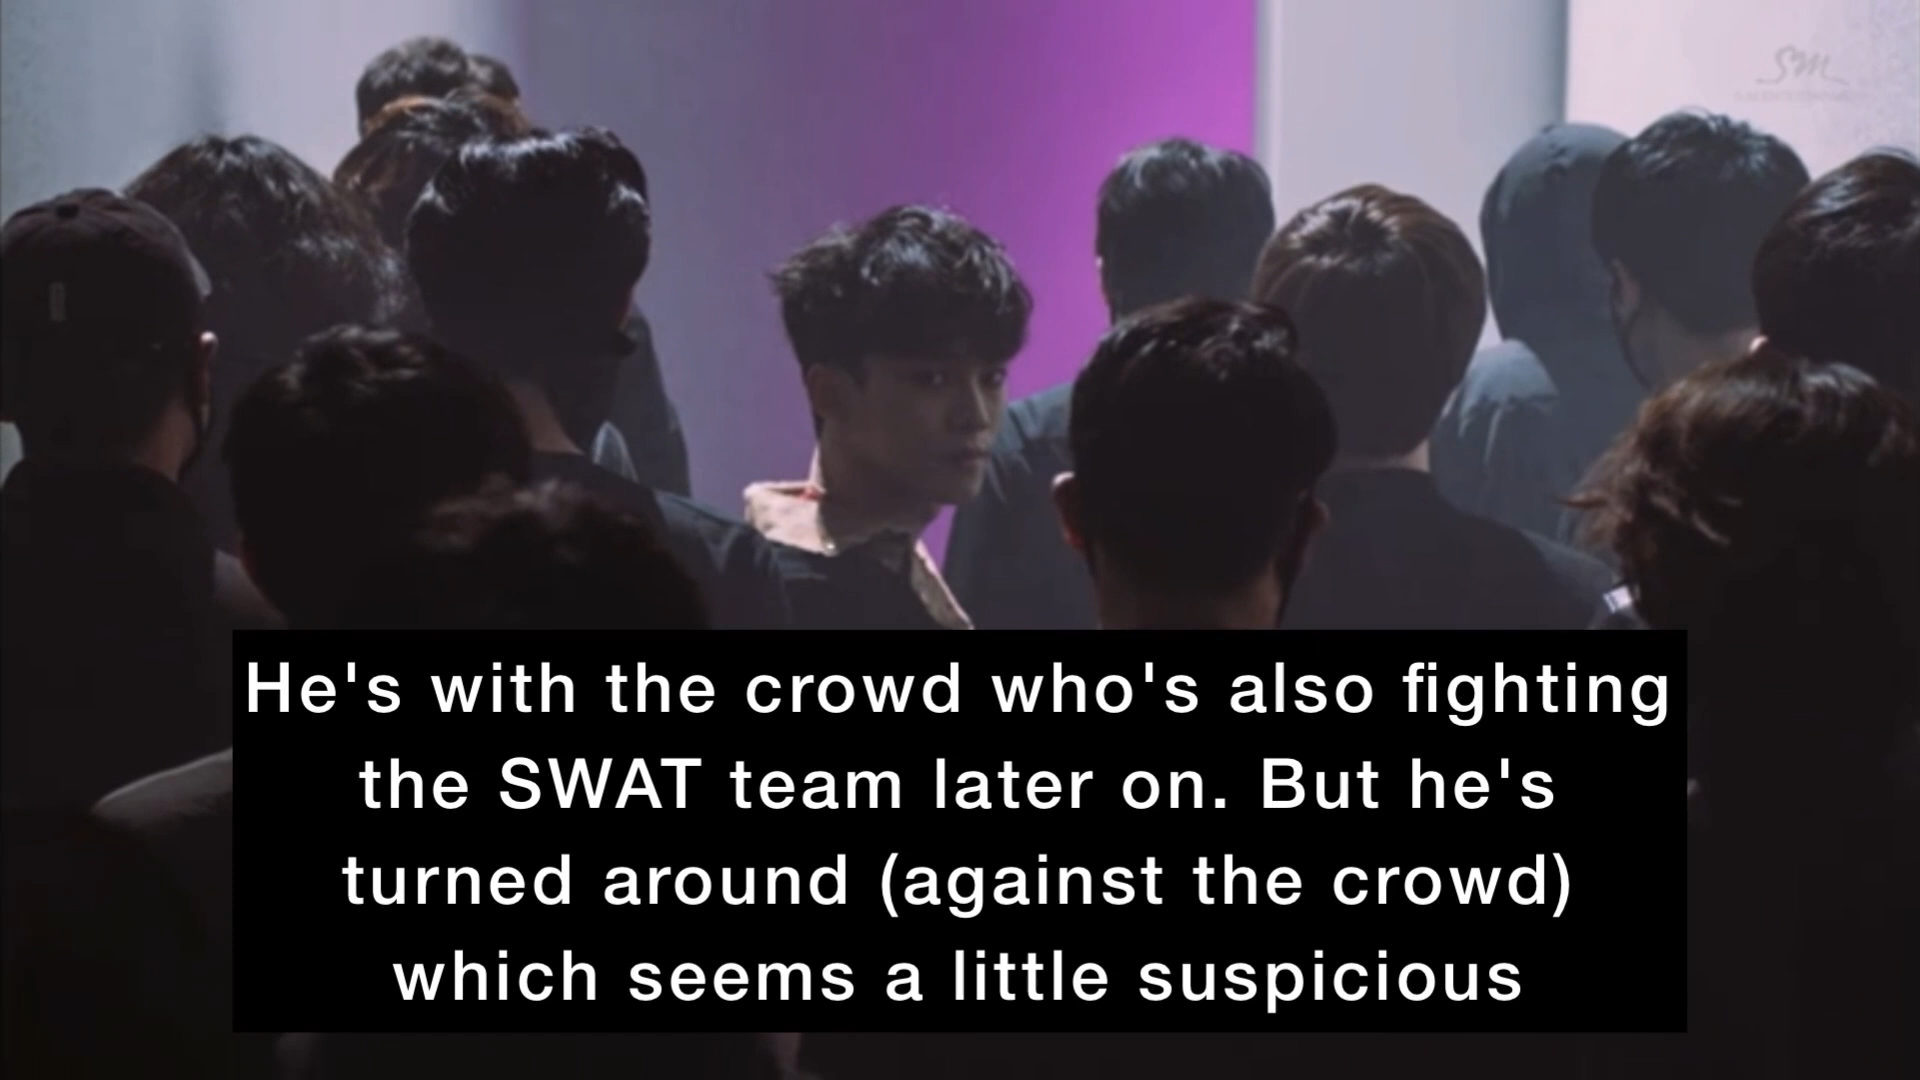 SM
He's with the crowd who's also fighting
the SWAT team later on. But he's
turned around (against the crowd)
which seems a little suspicious